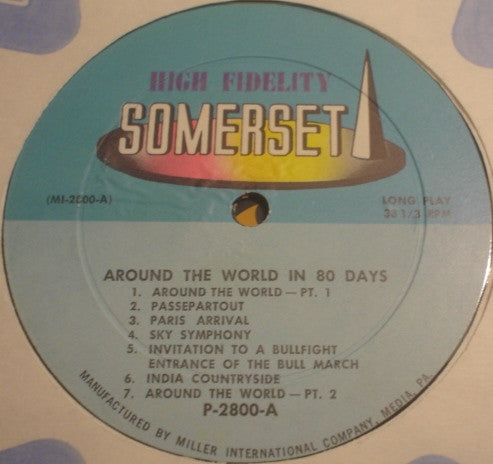 HIGH FIDELITY
SOMERSET
(MI-2800-A)
LONG PLAY
33 1/3 RPM
AROUND THE WORLD IN 80 DAYS
1. AROUND THE WORLD — PT. 1
2. PASSEPARTOUT
3. PARIS ARRIVAL
4. SKY SYMPHONY
5. INVITATION TO A BULLFIGHT
ENTRANCE OF THE BULL MARCH
6. INDIA COUNTRYSIDE
7. AROUND THE WORLD — PT. 2
P-2800-A
MANUFACTURED BY MILLER INTERNATIONAL COMPANY, MEDIA, PA.